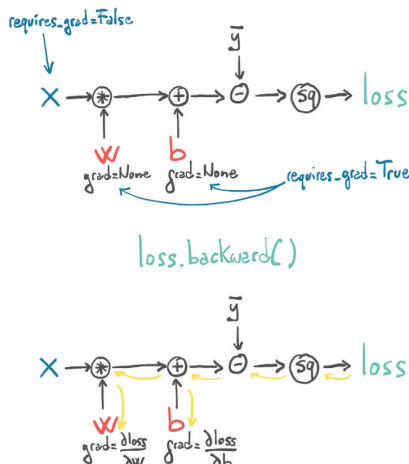 requires_grad=False
ȳ
X * + - sq loss
w b
grad=None grad=None requires_grad=True
loss.backward()
ȳ
X * + - sq loss
w b
grad=∂loss/∂w grad=∂loss/∂b